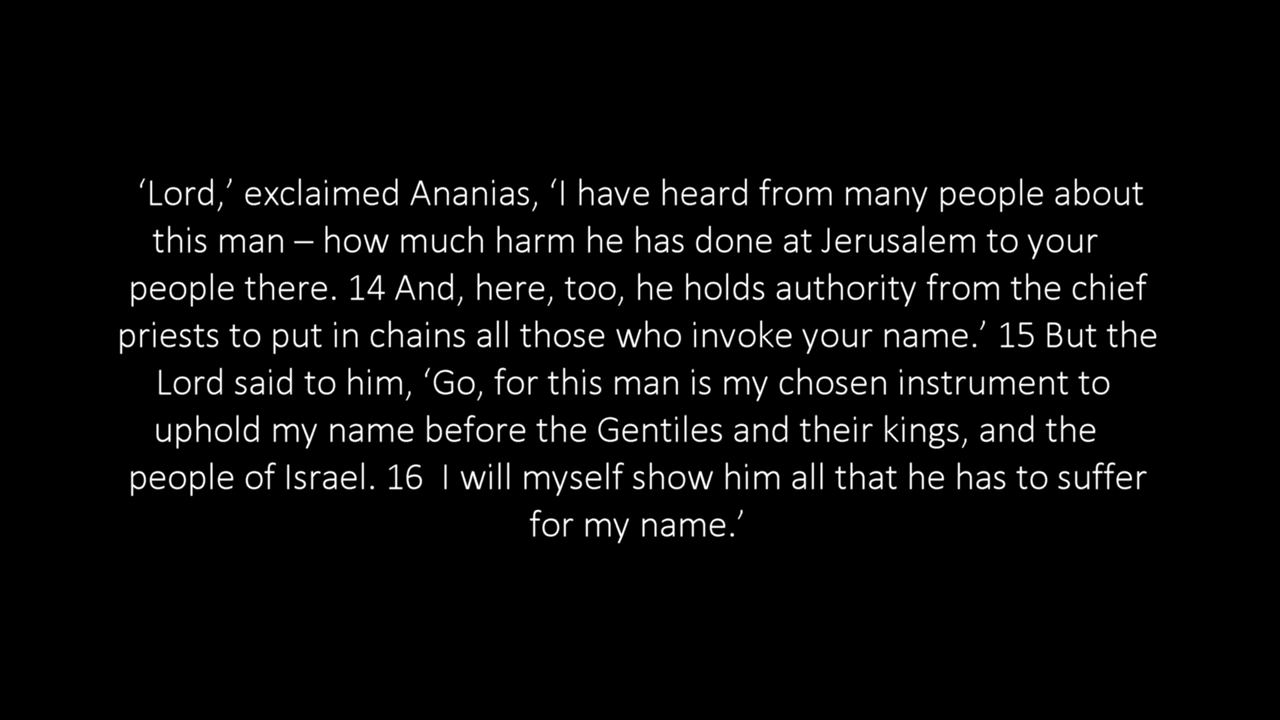 ‘Lord,’ exclaimed Ananias, ‘I have heard from many people about
this man – how much harm he has done at Jerusalem to your
people there. 14 And, here, too, he holds authority from the chief
priests to put in chains all those who invoke your name.’ 15 But the
Lord said to him, ‘Go, for this man is my chosen instrument to
uphold my name before the Gentiles and their kings, and the
people of Israel. 16  I will myself show him all that he has to suffer
for my name.’